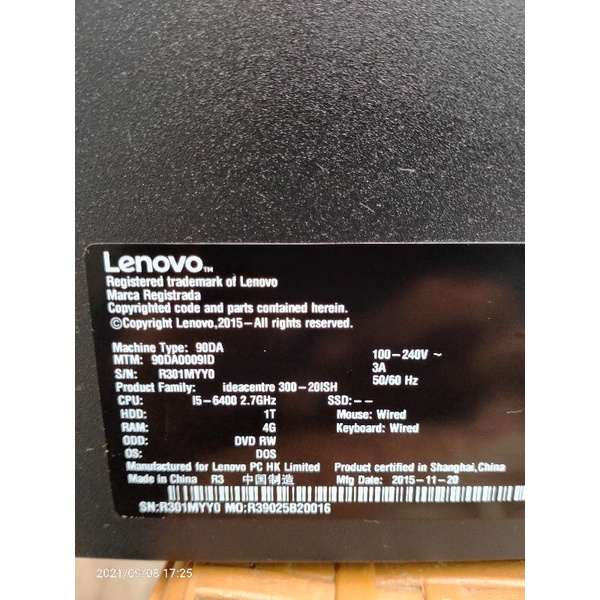 Lenovo™
Registered trademark of Lenovo
Marca Registrada
Copyrighted code and parts contained herein.
©Copyright Lenovo,2015-All rights reserved.
Machine Type: 90DA
MTM: 90DA0009ID
S/N: R301MYY0
100-240V ~
3A
50/60 Hz
Product Family: ideacentre 300-20ISH
CPU: I5-6400 2.7GHz SSD: --
HDD: 1T Mouse: Wired
RAM: 4G Keyboard: Wired
ODD: DVD RW
OS: DOS
Manufactured for Lenovo PC HK Limited Product certified in Shanghai,China
Made in China R3 中国制造 Mfg Date: 2015-11-20
SN:R301MYY0 MO:R39025B20016
2021/09/08 17:25